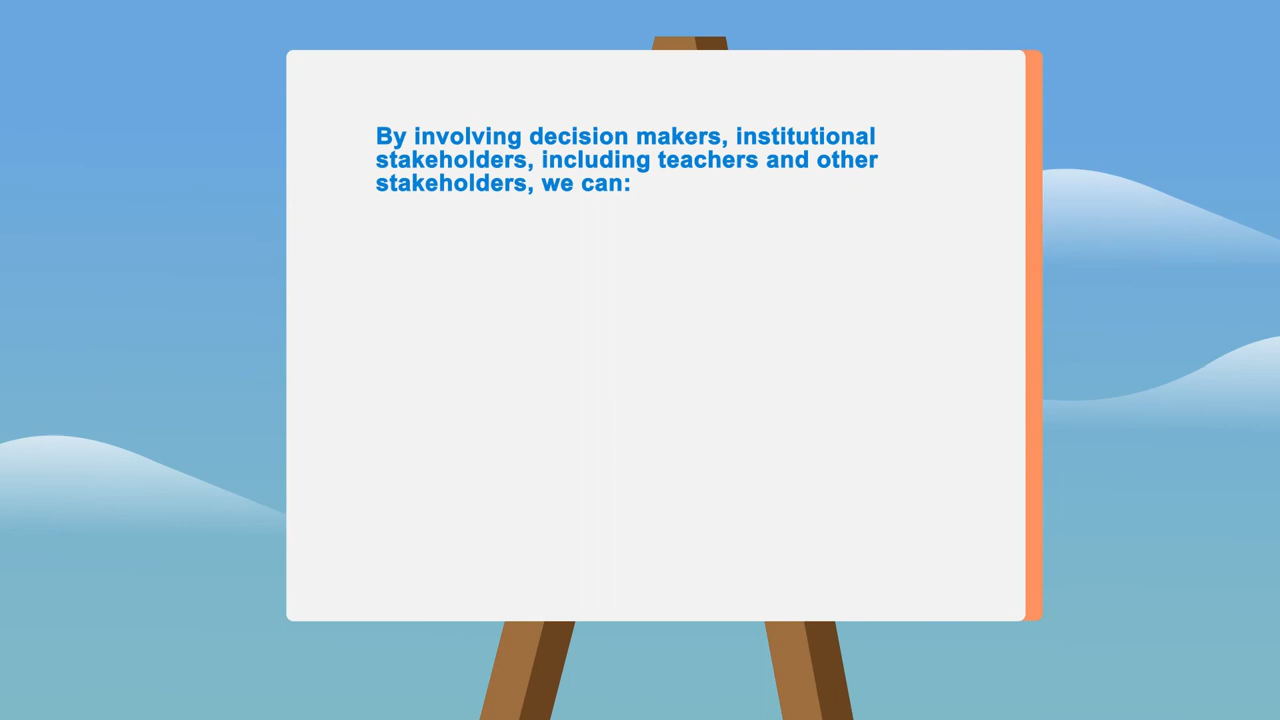 By involving decision makers, institutional
stakeholders, including teachers and other
stakeholders, we can: